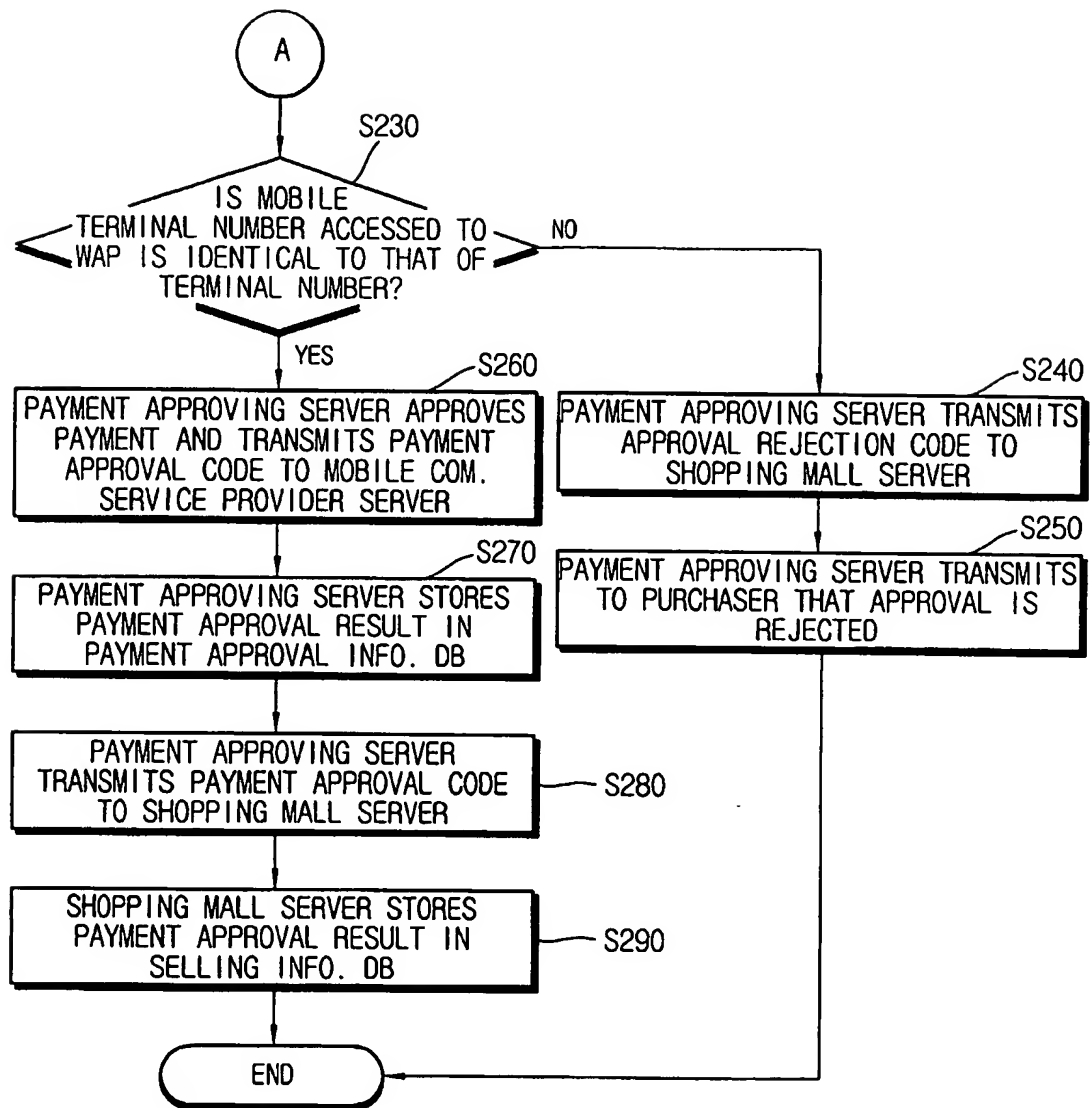 A
S230
IS MOBILE
TERMINAL NUMBER ACCESSED TO
WAP IS IDENTICAL TO THAT OF
TERMINAL NUMBER?
NO
YES
S260
PAYMENT APPROVING SERVER APPROVES
PAYMENT AND TRANSMITS PAYMENT
APPROVAL CODE TO MOBILE COM.
SERVICE PROVIDER SERVER
S240
PAYMENT APPROVING SERVER TRANSMITS
APPROVAL REJECTION CODE TO
SHOPPING MALL SERVER
S270
PAYMENT APPROVING SERVER STORES
PAYMENT APPROVAL RESULT IN
PAYMENT APPROVAL INFO. DB
S250
PAYMENT APPROVING SERVER TRANSMITS
TO PURCHASER THAT APPROVAL IS
REJECTED
PAYMENT APPROVING SERVER
TRANSMITS PAYMENT APPROVAL CODE
TO SHOPPING MALL SERVER
S280
SHOPPING MALL SERVER STORES
PAYMENT APPROVAL RESULT IN
SELLING INFO. DB
S290
END